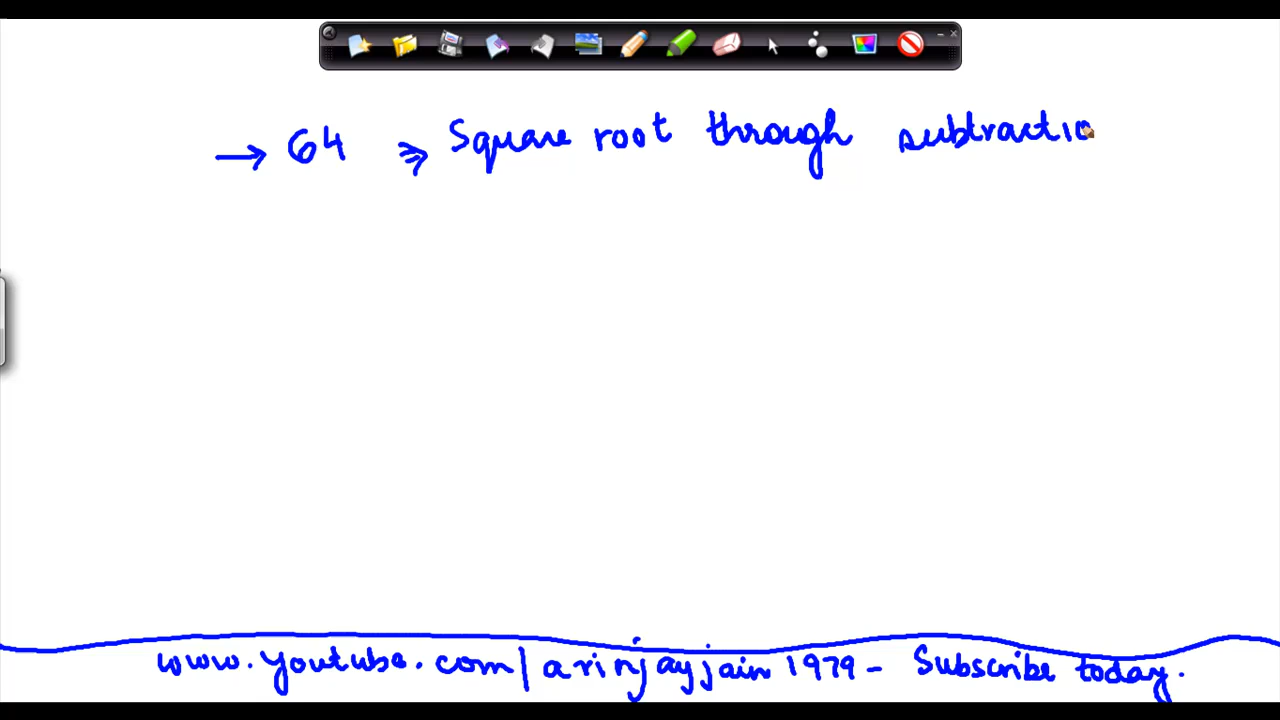 → 64 ⇒ Square root through subtractio
www.youtube.com/arinjayjain1979 - Subscribe today.